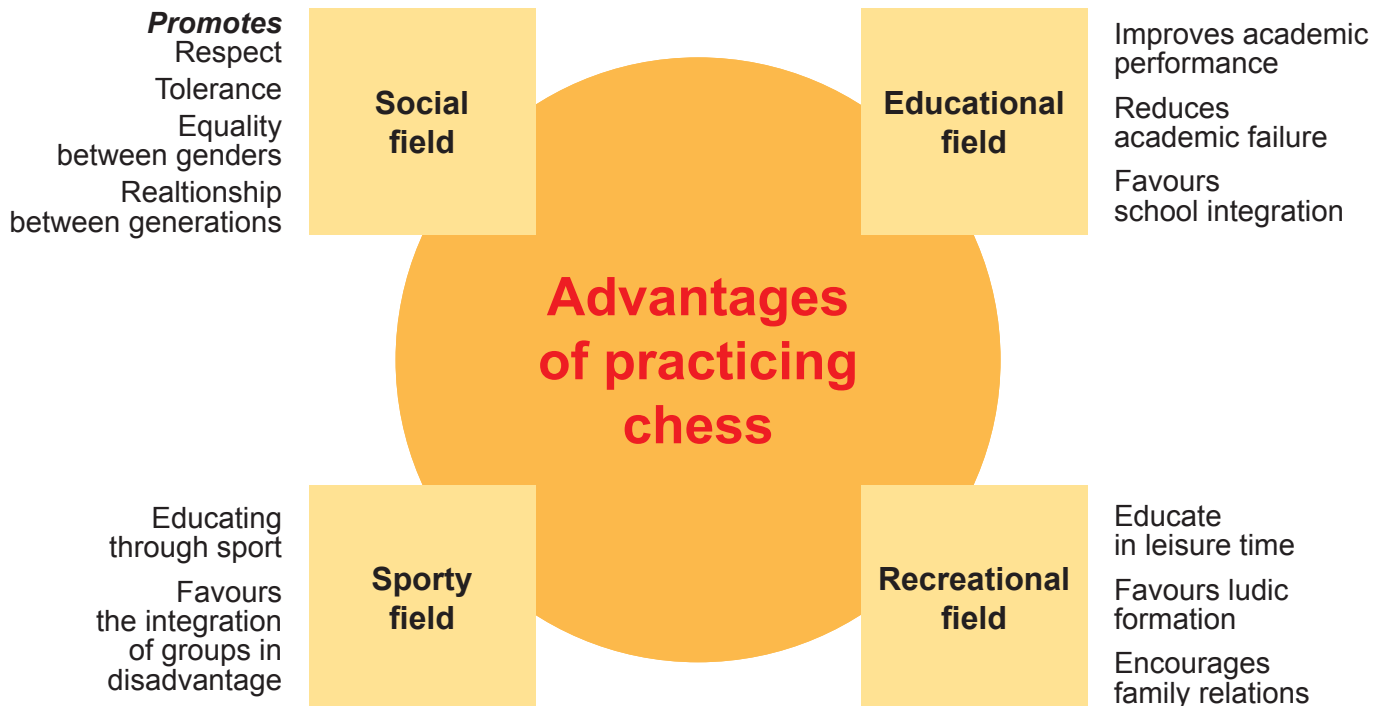 Promotes
Respect
Tolerance
Equality
between genders
Realtionship
between generations
Social
field
Educational
field
Improves academic
performance
Reduces
academic failure
Favours
school integration
Advantages
of practicing
chess
Educating
through sport
Favours
the integration
of groups in
disadvantage
Sporty
field
Recreational
field
Educate
in leisure time
Favours ludic
formation
Encourages
family relations